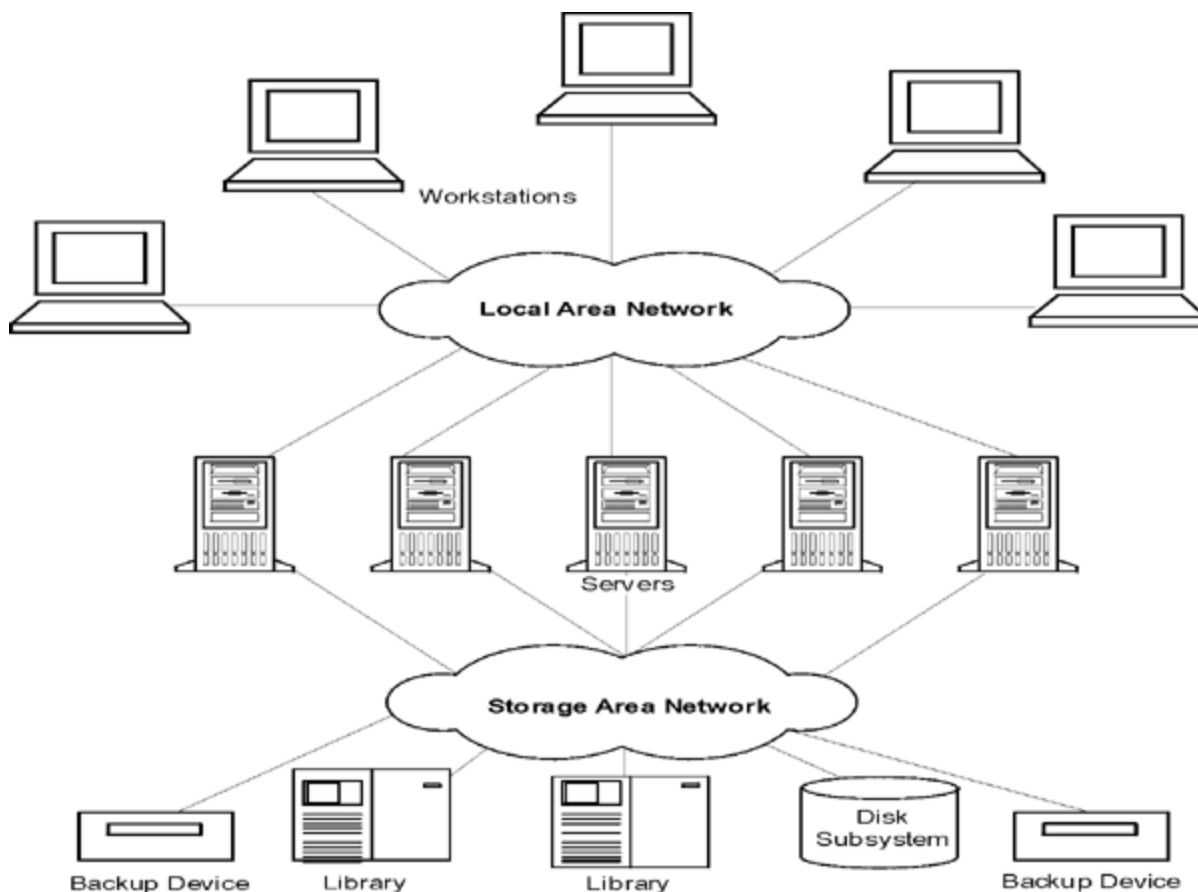 Workstations
Local Area Network
Servers
Storage Area Network
Disk
Subsystem
Backup Device
Library
Library
Backup Device